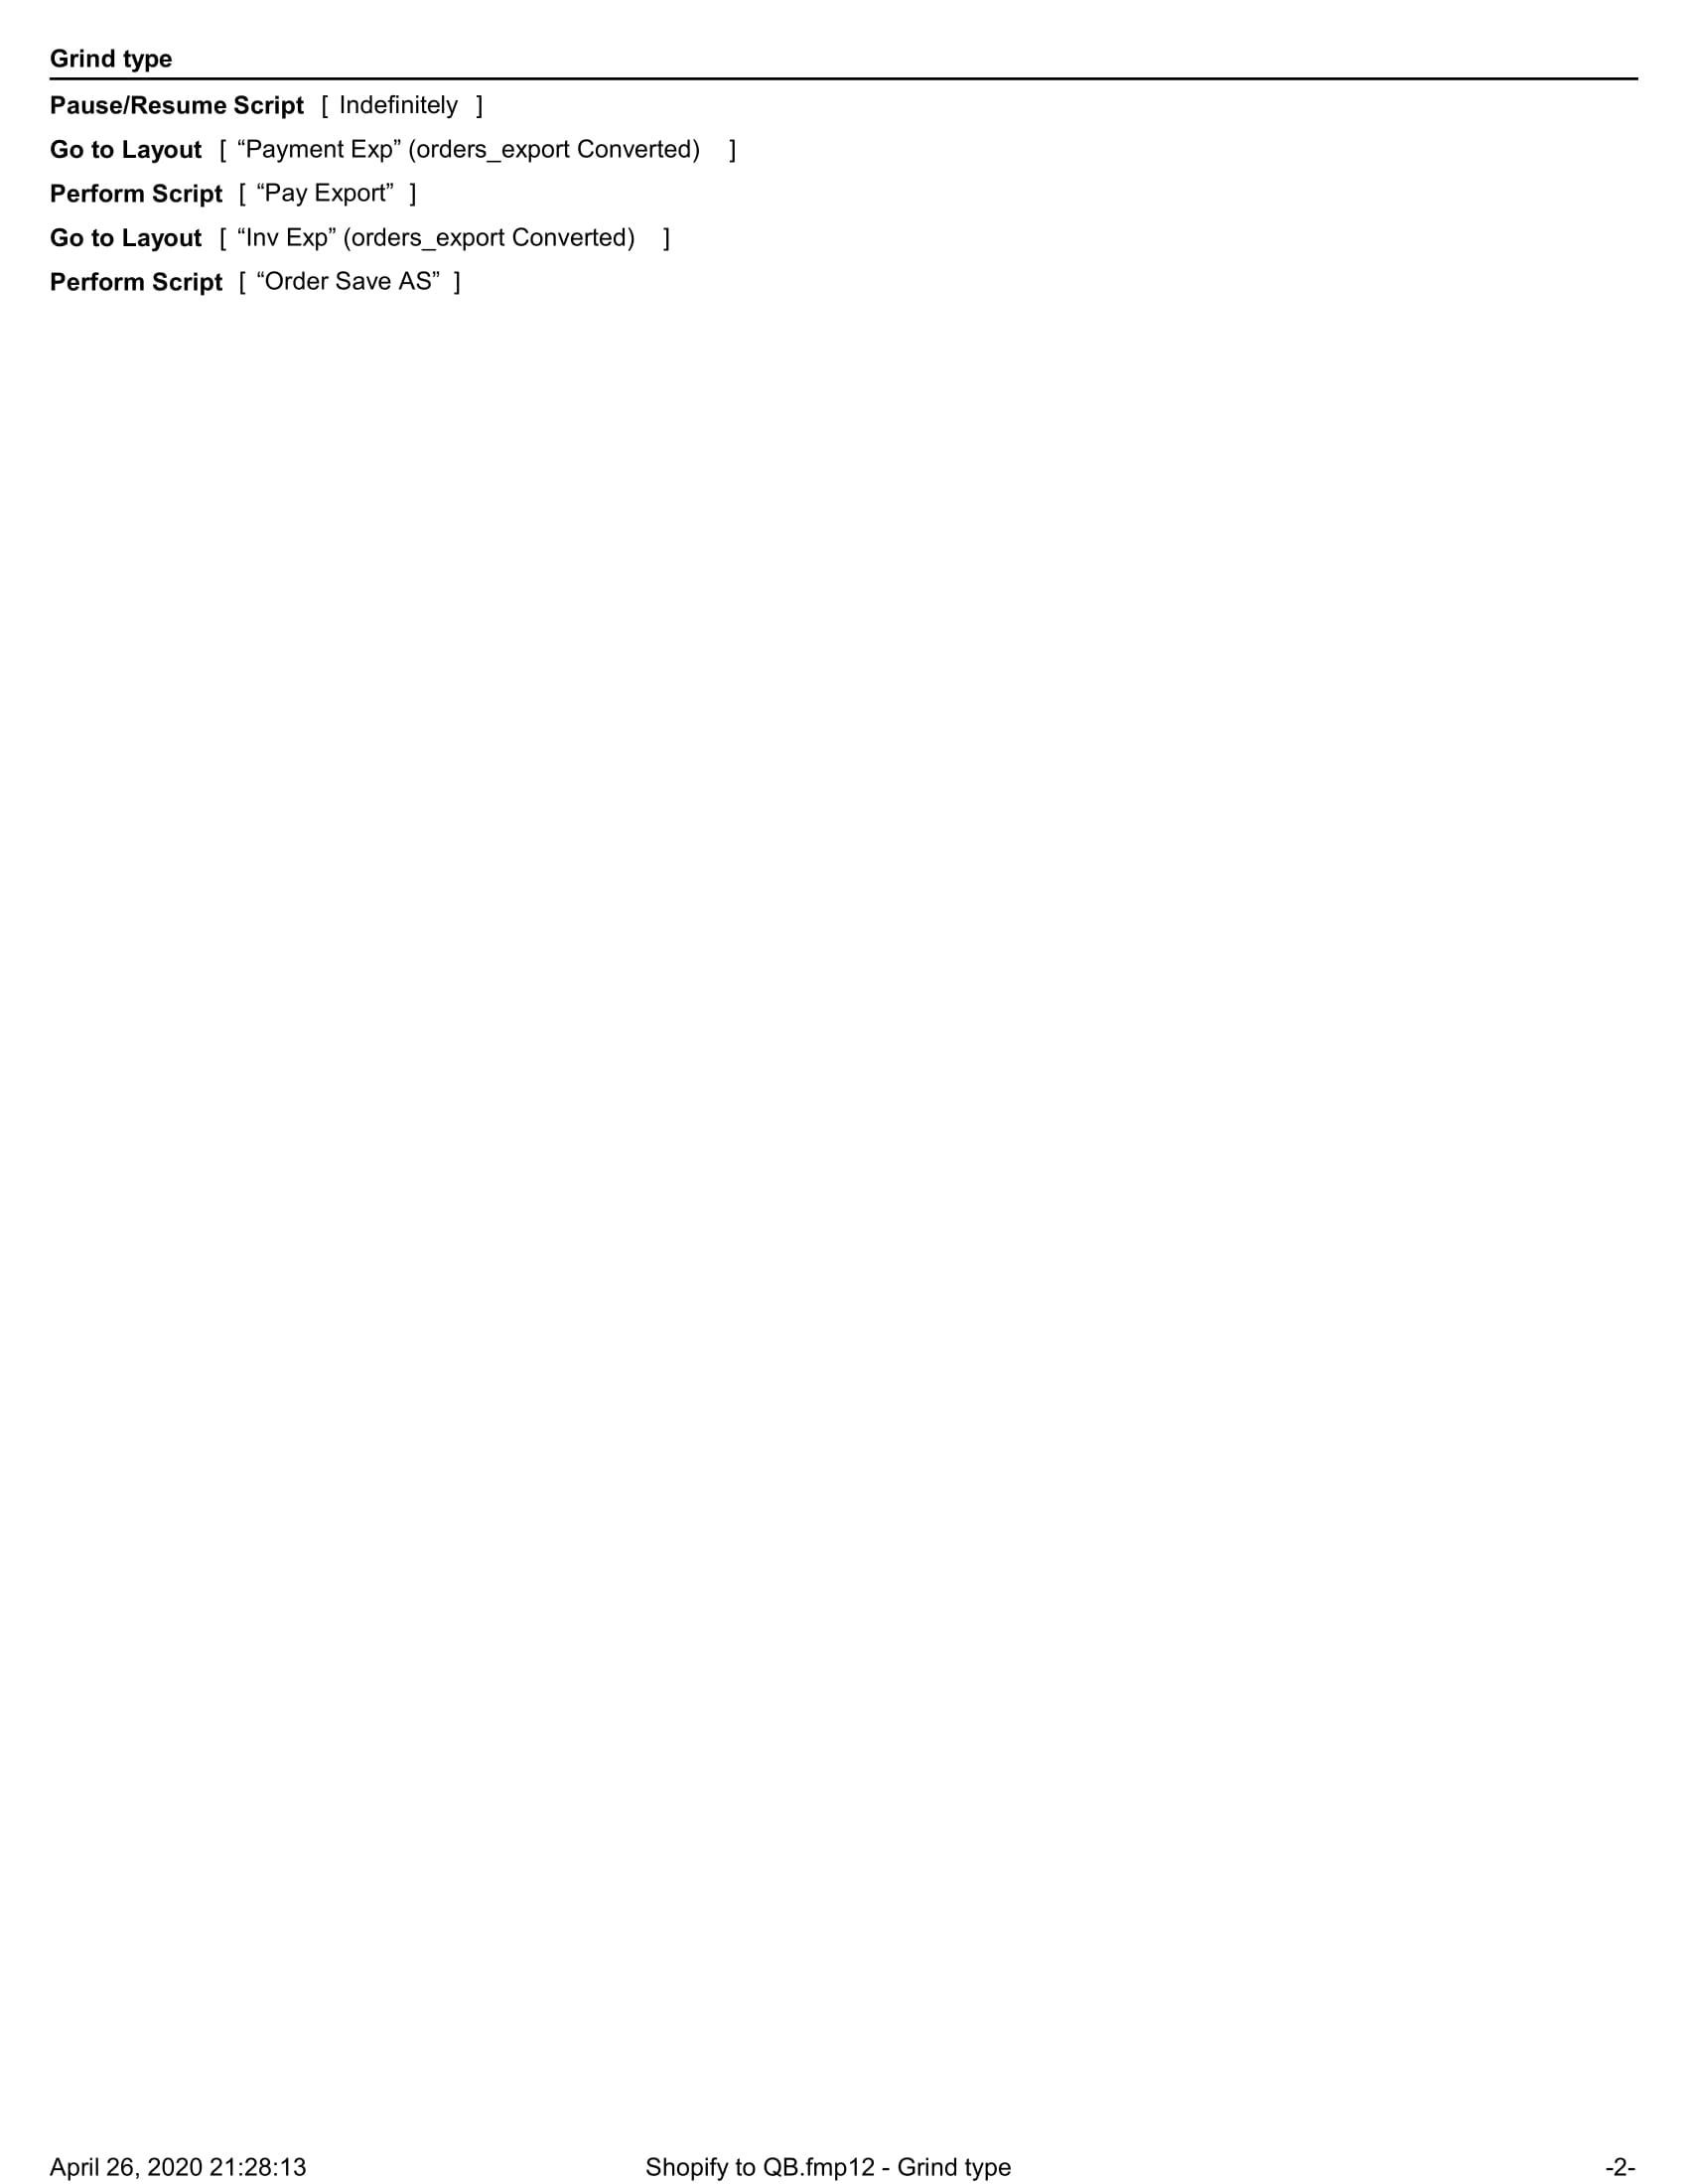 Grind type
Pause/Resume Script [ Indefinitely ]
Go to Layout [ “Payment Exp” (orders_export Converted) ]
Perform Script [ “Pay Export” ]
Go to Layout [ “Inv Exp” (orders_export Converted) ]
Perform Script [ “Order Save AS” ]
April 26, 2020 21:28:13 Shopify to QB.fmp12 - Grind type -2-